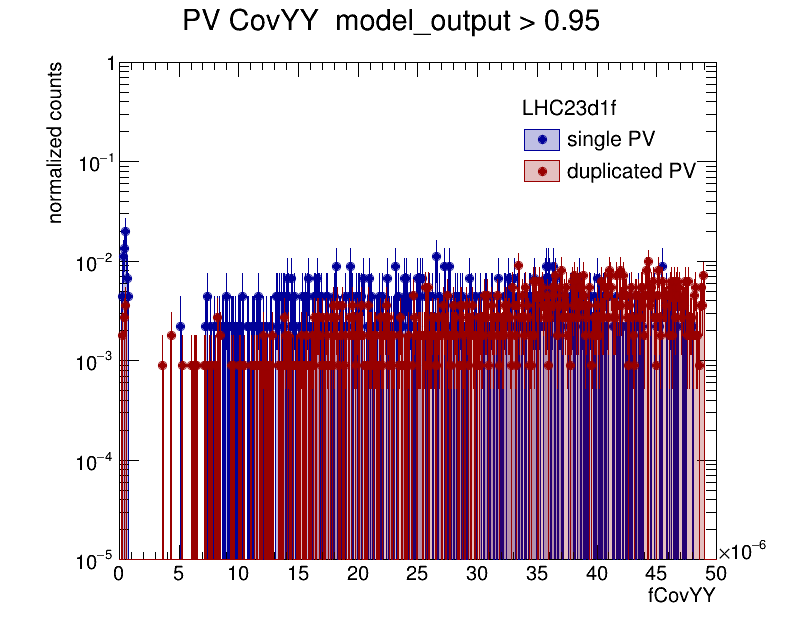 PV CovYY  model_output > 0.95
normalized counts
1
10⁻¹
10⁻²
10⁻³
10⁻⁴
10⁻⁵
LHC23d1f
single PV
duplicated PV
0 5 10 15 20 25 30 35 40 45 50
×10⁻⁶
fCovYY